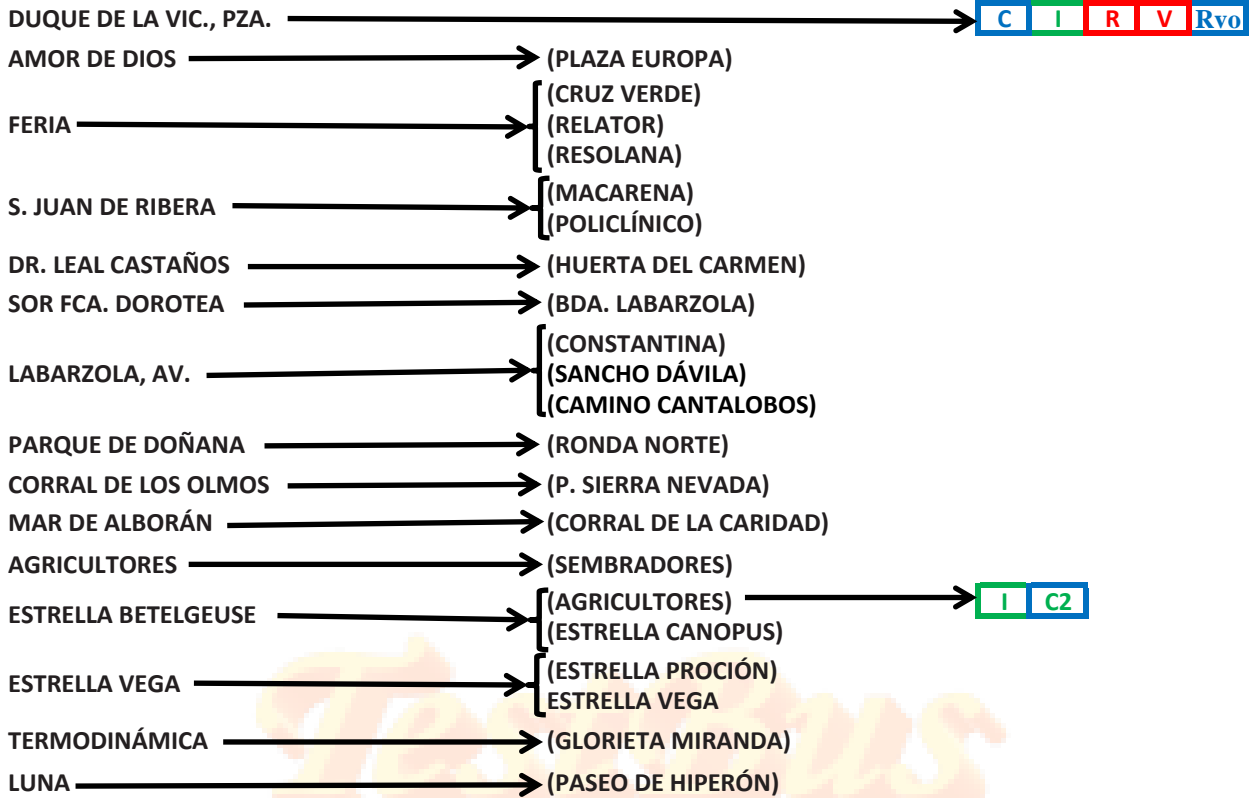 DUQUE DE LA VIC., PZA. C I R V Rvo
AMOR DE DIOS (PLAZA EUROPA)
FERIA (CRUZ VERDE)
(RELATOR)
(RESOLANA)
S. JUAN DE RIBERA (MACARENA)
(POLICLÍNICO)
DR. LEAL CASTAÑOS (HUERTA DEL CARMEN)
SOR FCA. DOROTEA (BDA. LABARZOLA)
LABARZOLA, AV. (CONSTANTINA)
(SANCHO DÁVILA)
(CAMINO CANTALOBOS)
PARQUE DE DOÑANA (RONDA NORTE)
CORRAL DE LOS OLMOS (P. SIERRA NEVADA)
MAR DE ALBORÁN (CORRAL DE LA CARIDAD)
AGRICULTORES (SEMBRADORES)
ESTRELLA BETELGEUSE (AGRICULTORES) I C2
(ESTRELLA CANOPUS)
ESTRELLA VEGA (ESTRELLA PROCIÓN)
ESTRELLA VEGA
TERMODINÁMICA (GLORIETA MIRANDA)
LUNA (PASEO DE HIPERÓN)
TestBus